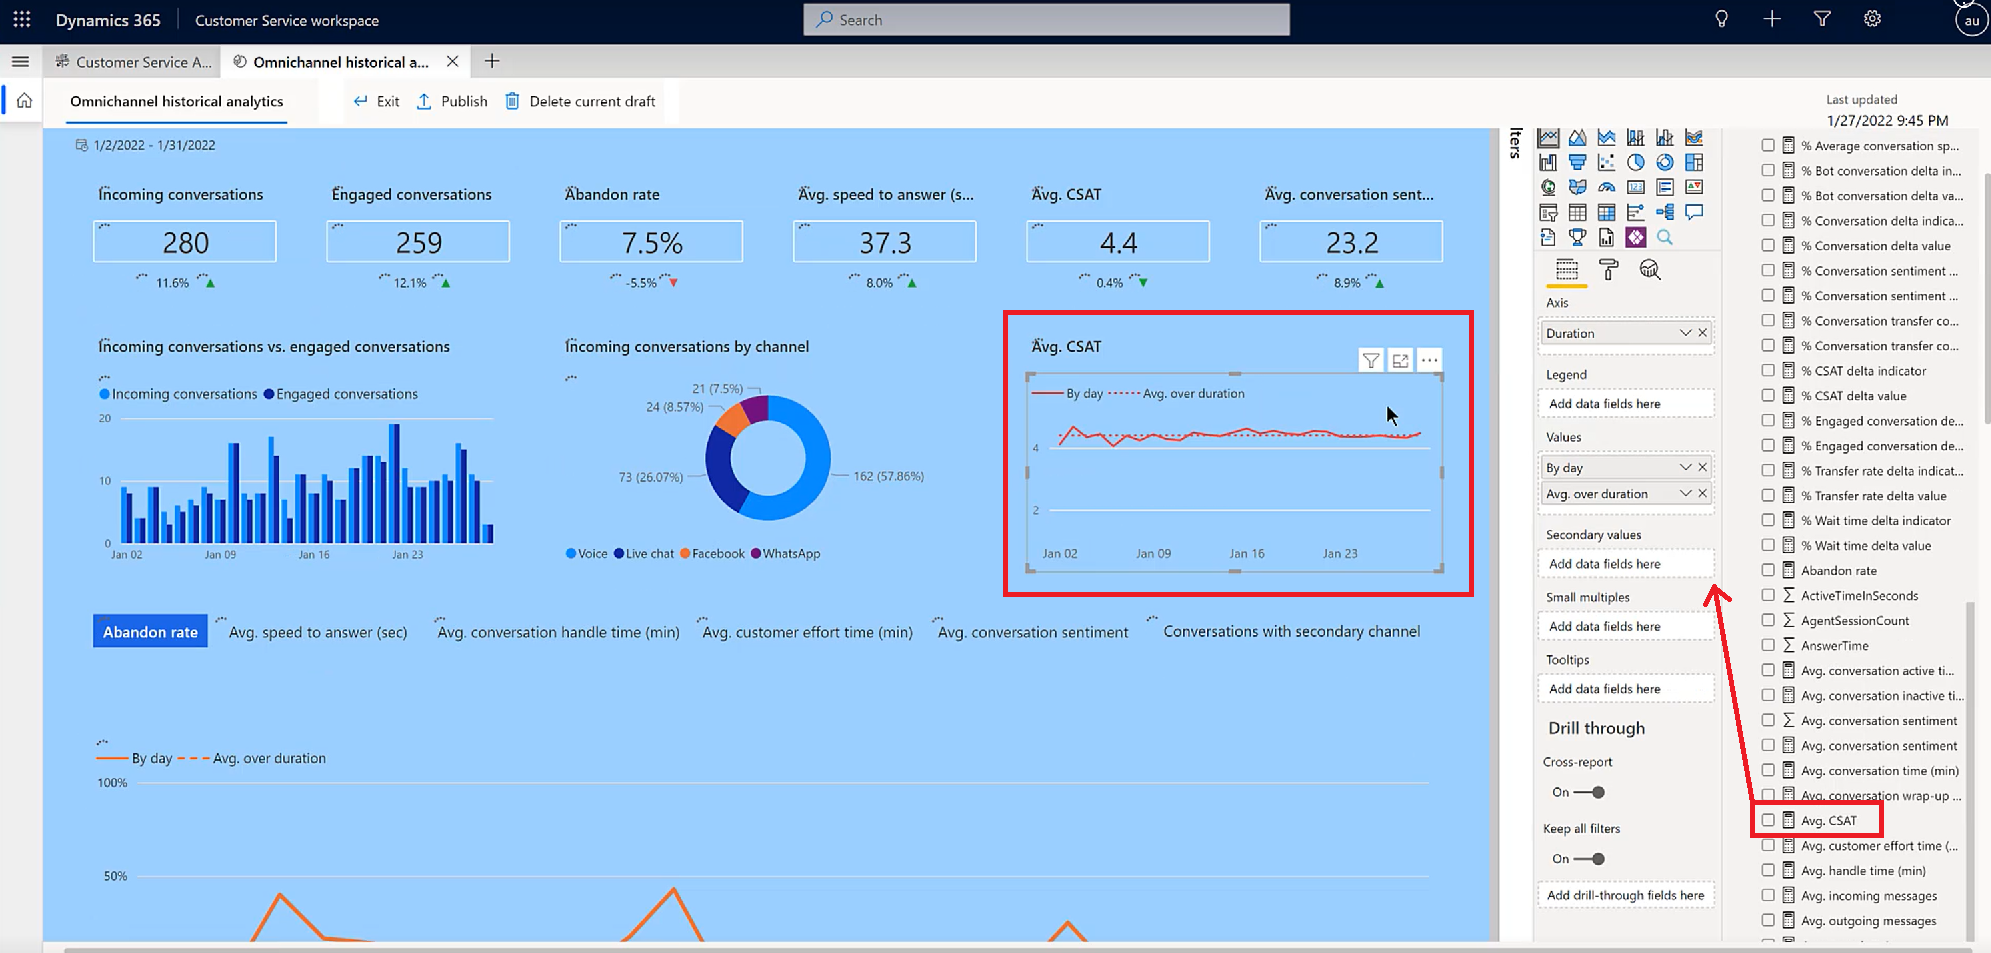 Dynamics 365
Customer Service workspace
Search
au
Customer Service A...
Omnichannel historical a...
Omnichannel historical analytics
Exit
Publish
Delete current draft
Last updated
1/27/2022 9:45 PM
1/2/2022 - 1/31/2022
Incoming conversations
Engaged conversations
Abandon rate
Avg. speed to answer (s...
Avg. CSAT
Avg. conversation sent...
280
259
7.5%
37.3
4.4
23.2
11.6%
12.1%
-5.5%
8.0%
0.4%
8.9%
Incoming conversations vs. engaged conversations
Incoming conversations
Engaged conversations
20
10
0
Jan 02
Jan 09
Jan 16
Jan 23
Incoming conversations by channel
21 (7.5%)
24 (8.57%)
73 (26.07%)
162 (57.86%)
Voice
Live chat
Facebook
WhatsApp
Avg. CSAT
By day
Avg. over duration
4
2
Jan 02
Jan 09
Jan 16
Jan 23
Abandon rate
Avg. speed to answer (sec)
Avg. conversation handle time (min)
Avg. customer effort time (min)
Avg. conversation sentiment
Conversations with secondary channel
By day
Avg. over duration
100%
50%
lters
123
Axis
Duration
Legend
Add data fields here
Values
By day
Avg. over duration
Secondary values
Add data fields here
Small multiples
Add data fields here
Tooltips
Add data fields here
Drill through
Cross-report
On
Keep all filters
On
Add drill-through fields here
% Average conversation sp...
% Bot conversation delta in...
% Bot conversation delta va...
% Conversation delta indica...
% Conversation delta value
% Conversation sentiment ...
% Conversation sentiment ...
% Conversation transfer co...
% Conversation transfer co...
% CSAT delta indicator
% CSAT delta value
% Engaged conversation de...
% Engaged conversation de...
% Transfer rate delta indicat...
% Transfer rate delta value
% Wait time delta indicator
% Wait time delta value
Abandon rate
ActiveTimeInSeconds
AgentSessionCount
AnswerTime
Avg. conversation active ti...
Avg. conversation inactive ti...
Avg. conversation sentiment
Avg. conversation sentiment
Avg. conversation time (min)
Avg. conversation wrap-up ...
Avg. CSAT
Avg. customer effort time (...
Avg. handle time (min)
Avg. incoming messages
Avg. outgoing messages